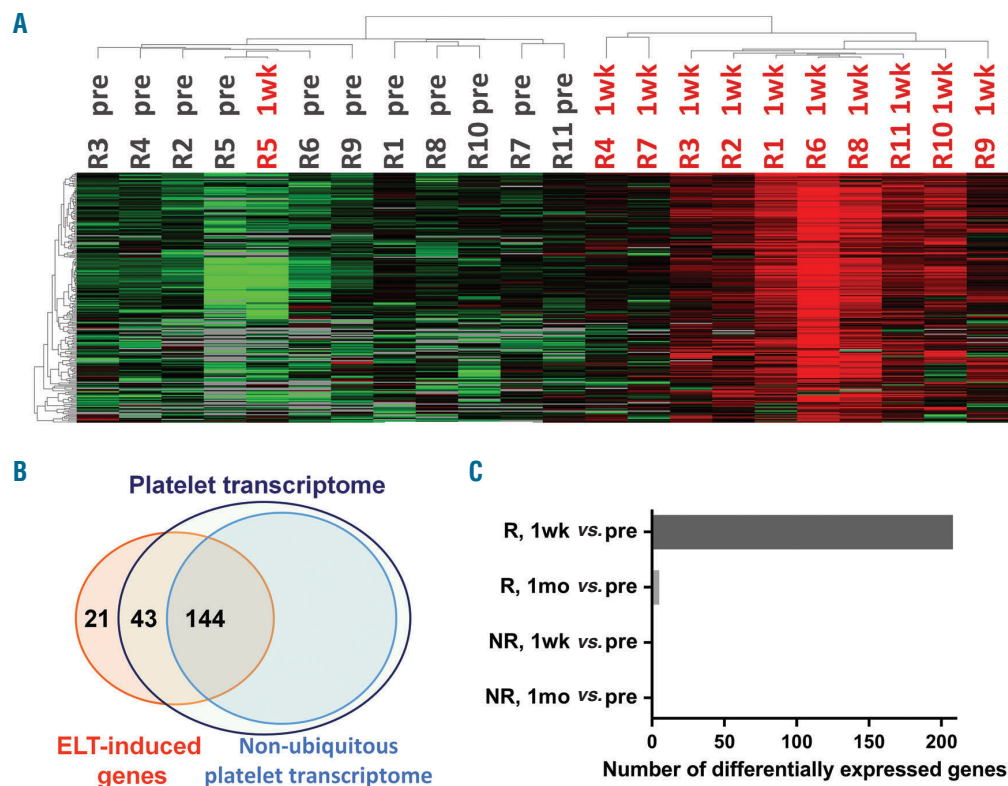 A
R3 pre
R4 pre
R2 pre
R5 pre
R5 1wk
R6 pre
R9 pre
R1 pre
R8 pre
R10 pre
R7 pre
R11 pre
R4 1wk
R7 1wk
R3 1wk
R2 1wk
R1 1wk
R6 1wk
R8 1wk
R11 1wk
R10 1wk
R9 1wk
B
Platelet transcriptome
21 43 144
ELT-induced
genes
Non-ubiquitous
platelet transcriptome
C
R, 1wk vs. pre
R, 1mo vs. pre
NR, 1wk vs. pre
NR, 1mo vs. pre
0 50 100 150 200
Number of differentially expressed genes